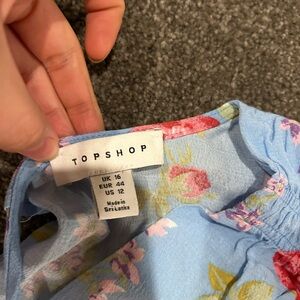 TOPSHOP
UK 16
EUR 44
US 12
Made in
Sri Lanka